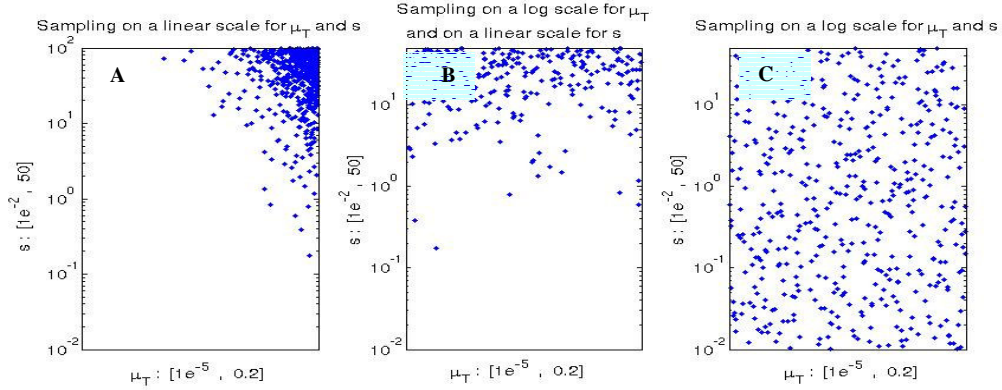 Sampling on a linear scale for μ_T and s
10^2
10^1
10^0
10^-1
10^-2
s : [1e^-2 , 50]
A
μ_T : [1e^-5 , 0.2]
Sampling on a log scale for μ_T
and on a linear scale for s
10^1
10^0
10^-1
10^-2
s : [1e^-2 , 50]
B
μ_T : [1e^-5 , 0.2]
Sampling on a log scale for μ_T and s
10^1
10^0
10^-1
10^-2
s : [1e^-2 , 50]
C
μ_T : [1e^-5 , 0.2]